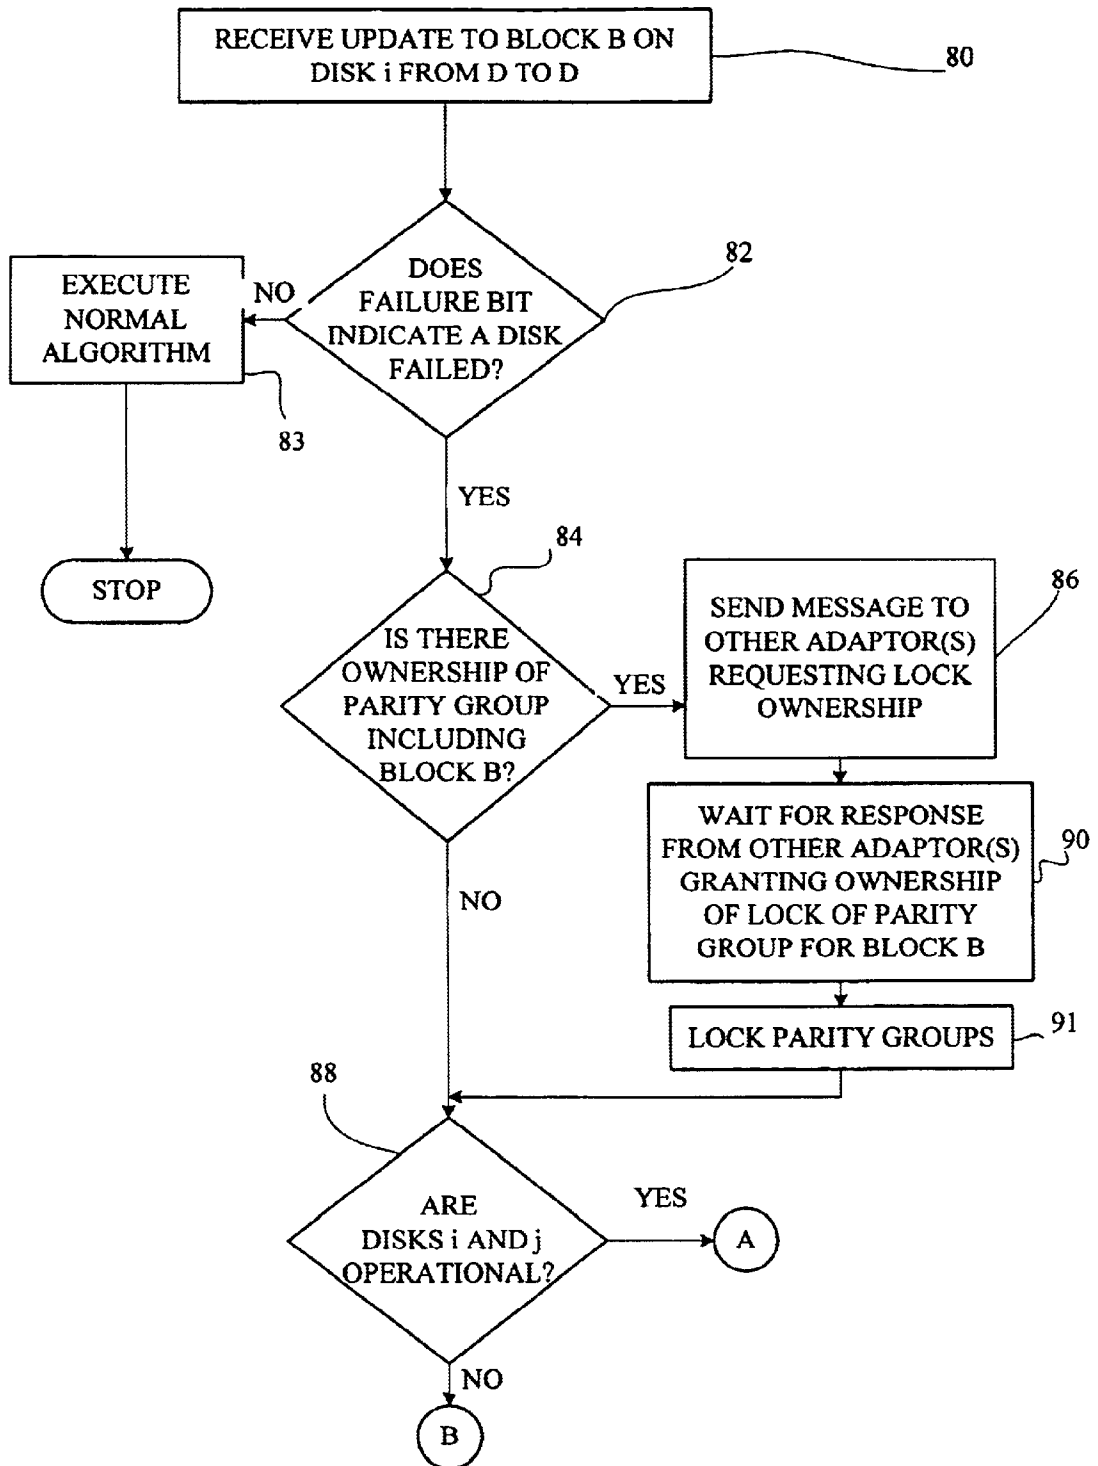 RECEIVE UPDATE TO BLOCK B ON
DISK i FROM D TO D
80
DOES
FAILURE BIT
INDICATE A DISK
FAILED?
82
NO
EXECUTE
NORMAL
ALGORITHM
83
STOP
YES
84
IS THERE
OWNERSHIP OF
PARITY GROUP
INCLUDING
BLOCK B?
YES
SEND MESSAGE TO
OTHER ADAPTOR(S)
REQUESTING LOCK
OWNERSHIP
86
WAIT FOR RESPONSE
FROM OTHER ADAPTOR(S)
GRANTING OWNERSHIP
OF LOCK OF PARITY
GROUP FOR BLOCK B
90
LOCK PARITY GROUPS
91
NO
88
ARE
DISKS i AND j
OPERATIONAL?
YES
A
NO
B